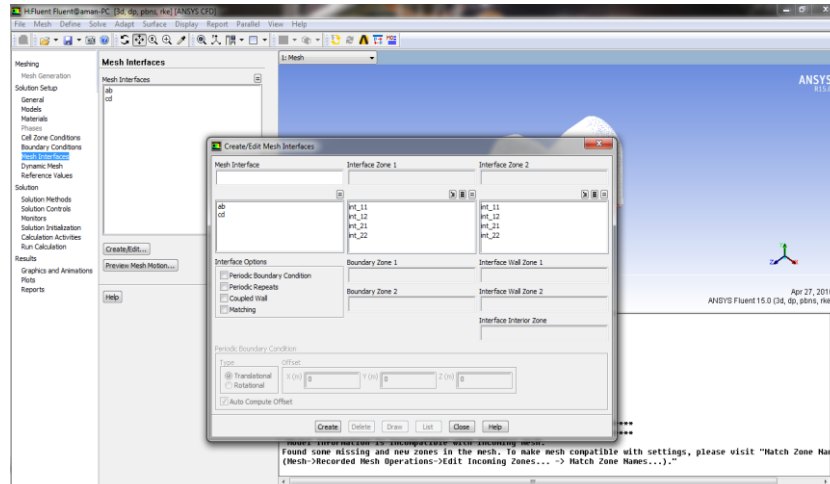 H:Fluent Fluent@aman-PC [3d, dp, pbns, rke] [ANSYS CFD]
File Mesh Define Solve Adapt Surface Display Report Parallel View Help
Meshing
Mesh Generation
Solution Setup
General
Models
Materials
Phases
Cell Zone Conditions
Boundary Conditions
Mesh Interfaces
Dynamic Mesh
Reference Values
Solution
Solution Methods
Solution Controls
Monitors
Solution Initialization
Calculation Activities
Run Calculation
Results
Graphics and Animations
Plots
Reports
Mesh Interfaces
Mesh Interfaces
ab
cd
Create/Edit...
Preview Mesh Motion...
Help
1: Mesh
ANSYS
R15.
Create/Edit Mesh Interfaces
Mesh Interface Interface Zone 1 Interface Zone 2
ab int_11 int_11
cd int_12 int_12
int_21 int_21
int_22 int_22
Interface Options Boundary Zone 1 Interface Wall Zone 1
Periodic Boundary Condition
Periodic Repeats
Coupled Wall Boundary Zone 2 Interface Wall Zone 2
Matching
Interface Interior Zone
Periodic Boundary Condition
Type Offset
Translational X (m) 0 Y (m) 0 Z (m) 0
Rotational
Auto Compute Offset
Create Delete Draw List Close Help
Y
Z X
Apr 27, 201
ANSYS Fluent 15.0 (3d, dp, pbns, rke
****
****
Model information is incompatible with incoming mesh.
Found some missing and new zones in the mesh. To make mesh compatible with settings, please visit "Match Zone Nam
(Mesh->Recorded Mesh Operations->Edit Incoming Zones... -> Match Zone Names...)."